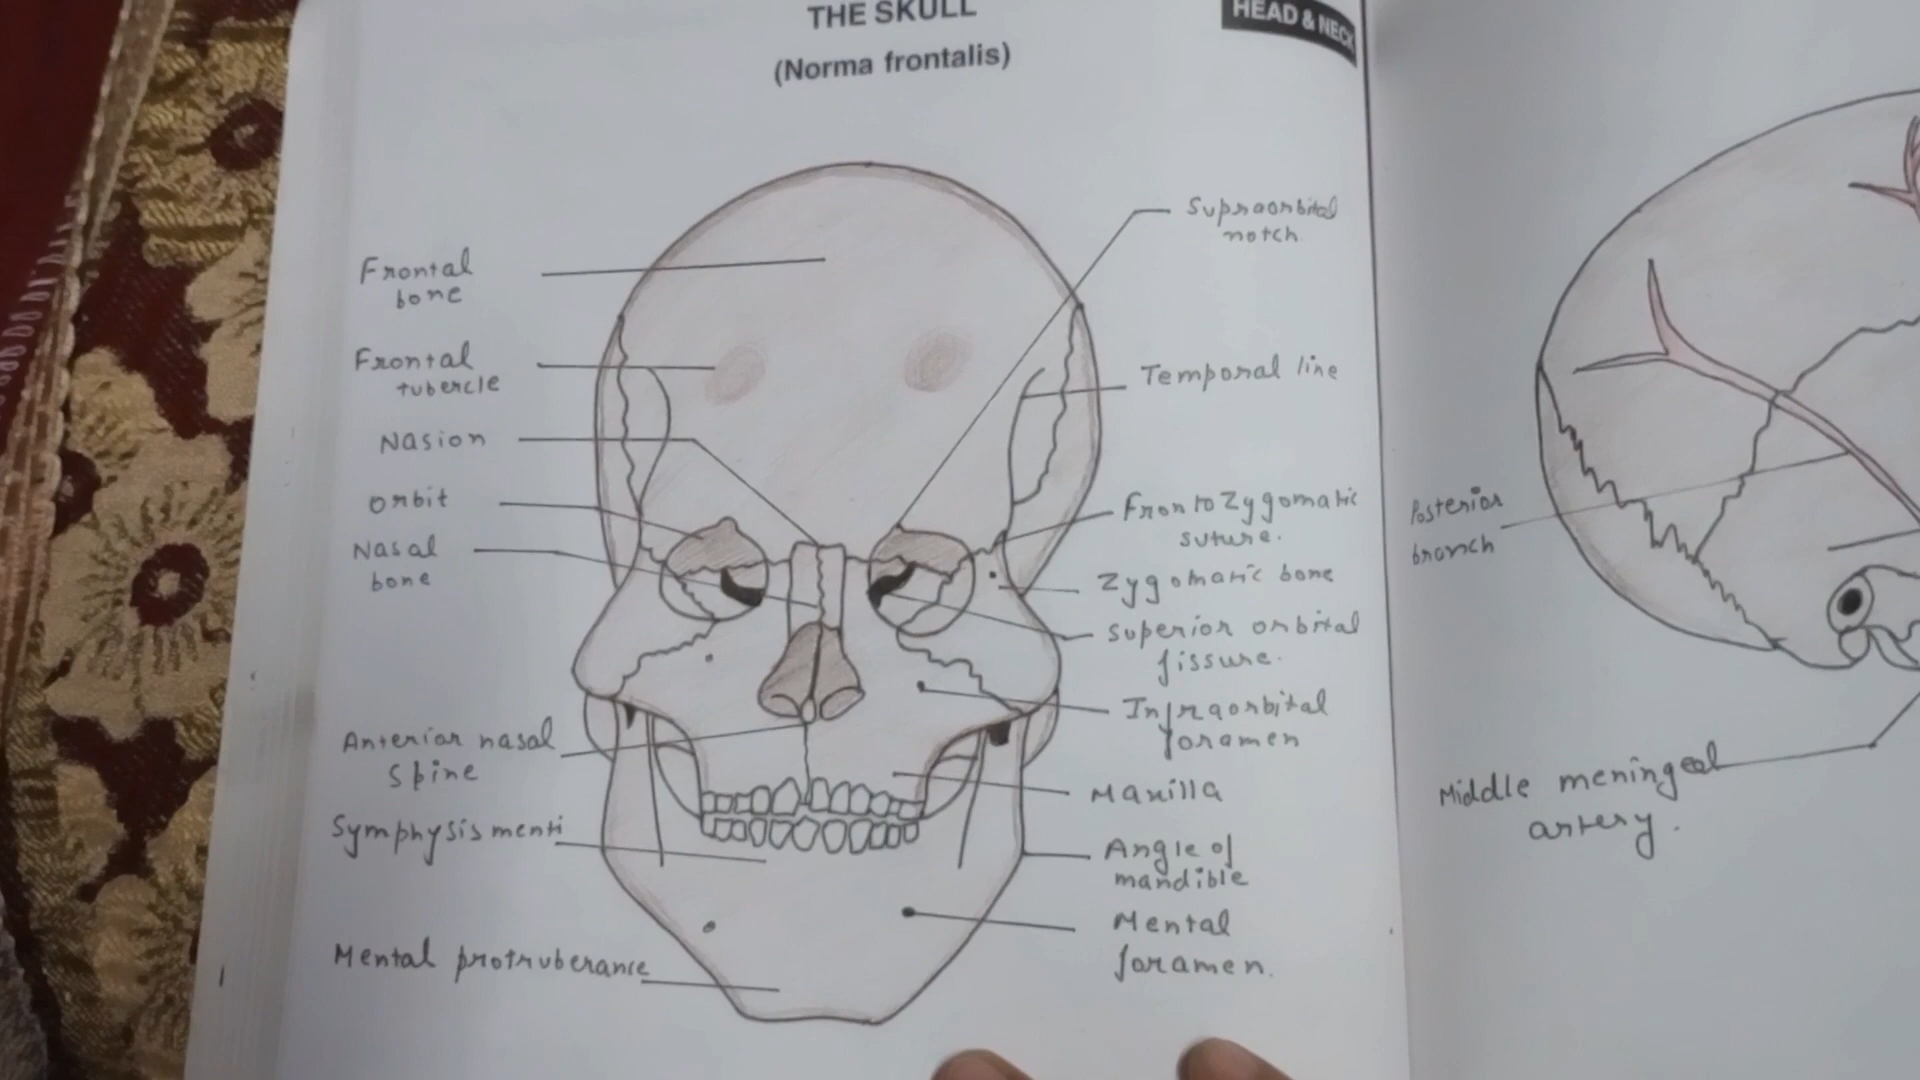 THE SKULL
HEAD & NECK
(Norma frontalis)
Supraorbital
notch
Frontal
bone
Frontal
tubercle
Temporal line
Nasion
orbit
Fronto Zygomatic
suture.
Nasal
bone
Zygomatic bone
superior orbital
fissure.
Infraorbital
foramen
Anterior nasal
spine
Maxilla
Symphysis menti
Angle of
mandible
Mental
foramen.
Mental protruberance
Posterior
branch
Middle meningeal
artery.